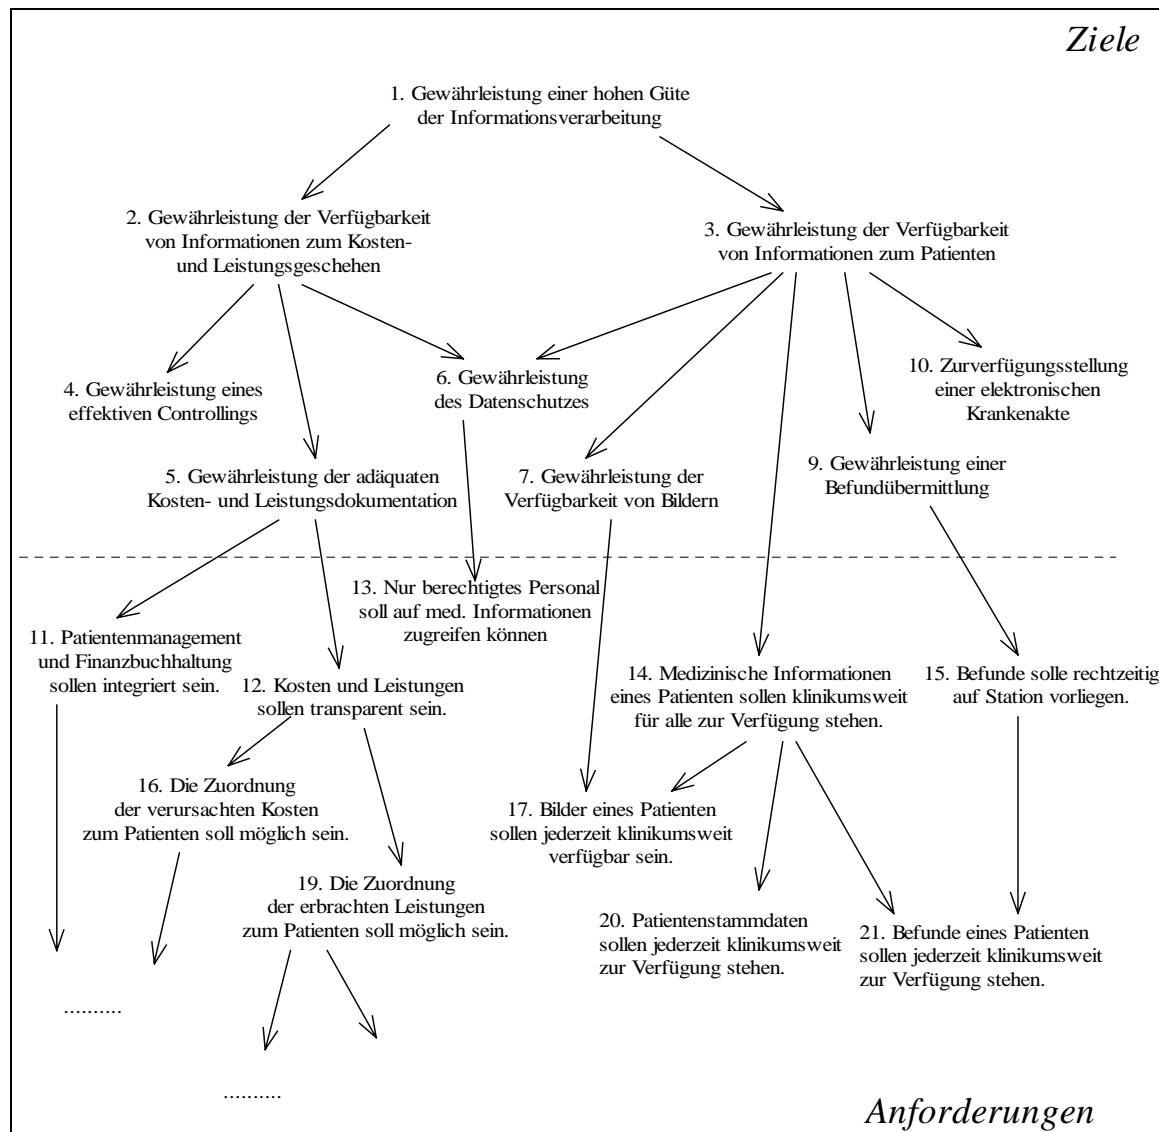 Ziele
1. Gewährleistung einer hohen Güte
der Informationsverarbeitung
2. Gewährleistung der Verfügbarkeit
von Informationen zum Kosten-
und Leistungsgeschehen
3. Gewährleistung der Verfügbarkeit
von Informationen zum Patienten
4. Gewährleistung eines
effektiven Controllings
6. Gewährleistung
des Datenschutzes
10. Zurverfügungsstellung
einer elektronischen
Krankenakte
5. Gewährleistung der adäquaten
Kosten- und Leistungsdokumentation
7. Gewährleistung der
Verfügbarkeit von Bildern
9. Gewährleistung einer
Befundübermittlung
13. Nur berechtigtes Personal
soll auf med. Informationen
zugreifen können
11. Patientenmanagement
und Finanzbuchhaltung
sollen integriert sein.
12. Kosten und Leistungen
sollen transparent sein.
14. Medizinische Informationen
eines Patienten sollen klinikumsweit
für alle zur Verfügung stehen.
15. Befunde solle rechtzeitig
auf Station vorliegen.
16. Die Zuordnung
der verursachten Kosten
zum Patienten soll möglich sein.
17. Bilder eines Patienten
sollen jederzeit klinikumsweit
verfügbar sein.
19. Die Zuordnung
der erbrachten Leistungen
zum Patienten soll möglich sein.
20. Patientenstammdaten
sollen jederzeit klinikumsweit
zur Verfügung stehen.
21. Befunde eines Patienten
sollen jederzeit klinikumsweit
zur Verfügung stehen.
..........
..........
Anforderungen